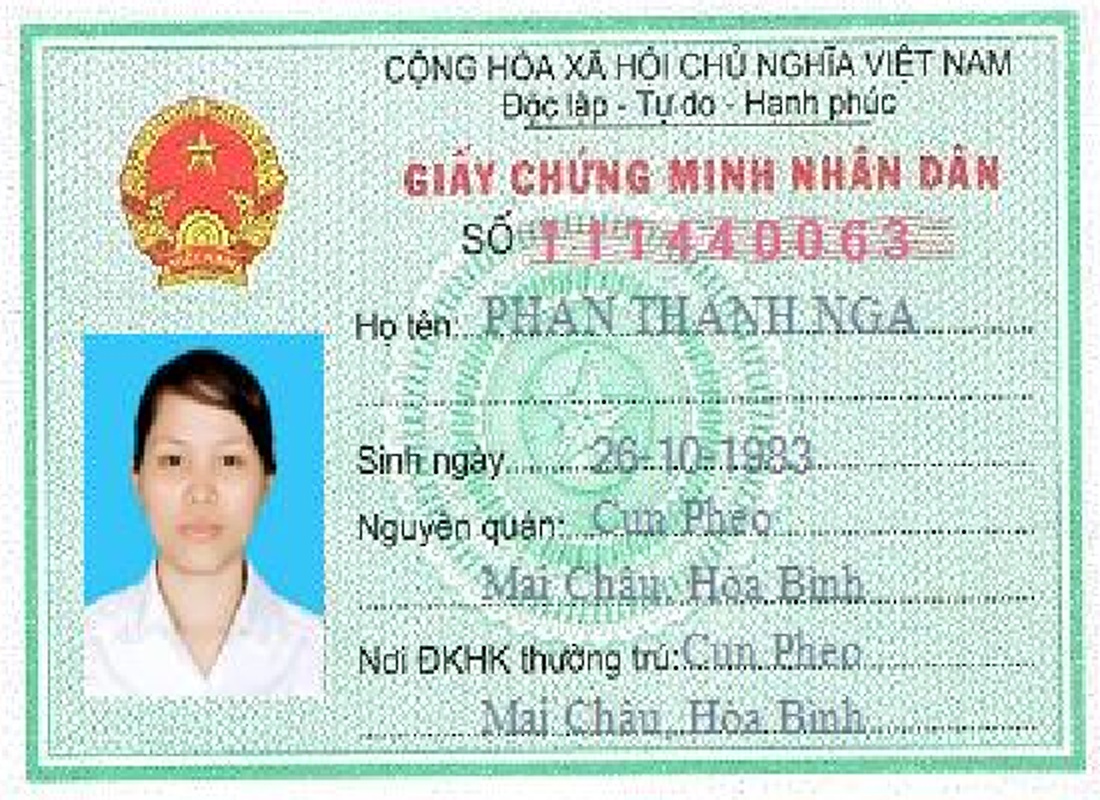 CỘNG HÒA XÃ HỘI CHỦ NGHĨA VIỆT NAM
Độc lập - Tự do - Hạnh phúc
GIẤY CHỨNG MINH NHÂN DÂN
SỐ 111440063
Họ tên: PHAN THANH NGA
Sinh ngày 26-10-1983
Nguyên quán: Cun Pheo
Mai Châu, Hòa Bình
Nơi ĐKHK thường trú: Cun Pheo
Mai Châu, Hòa Bình